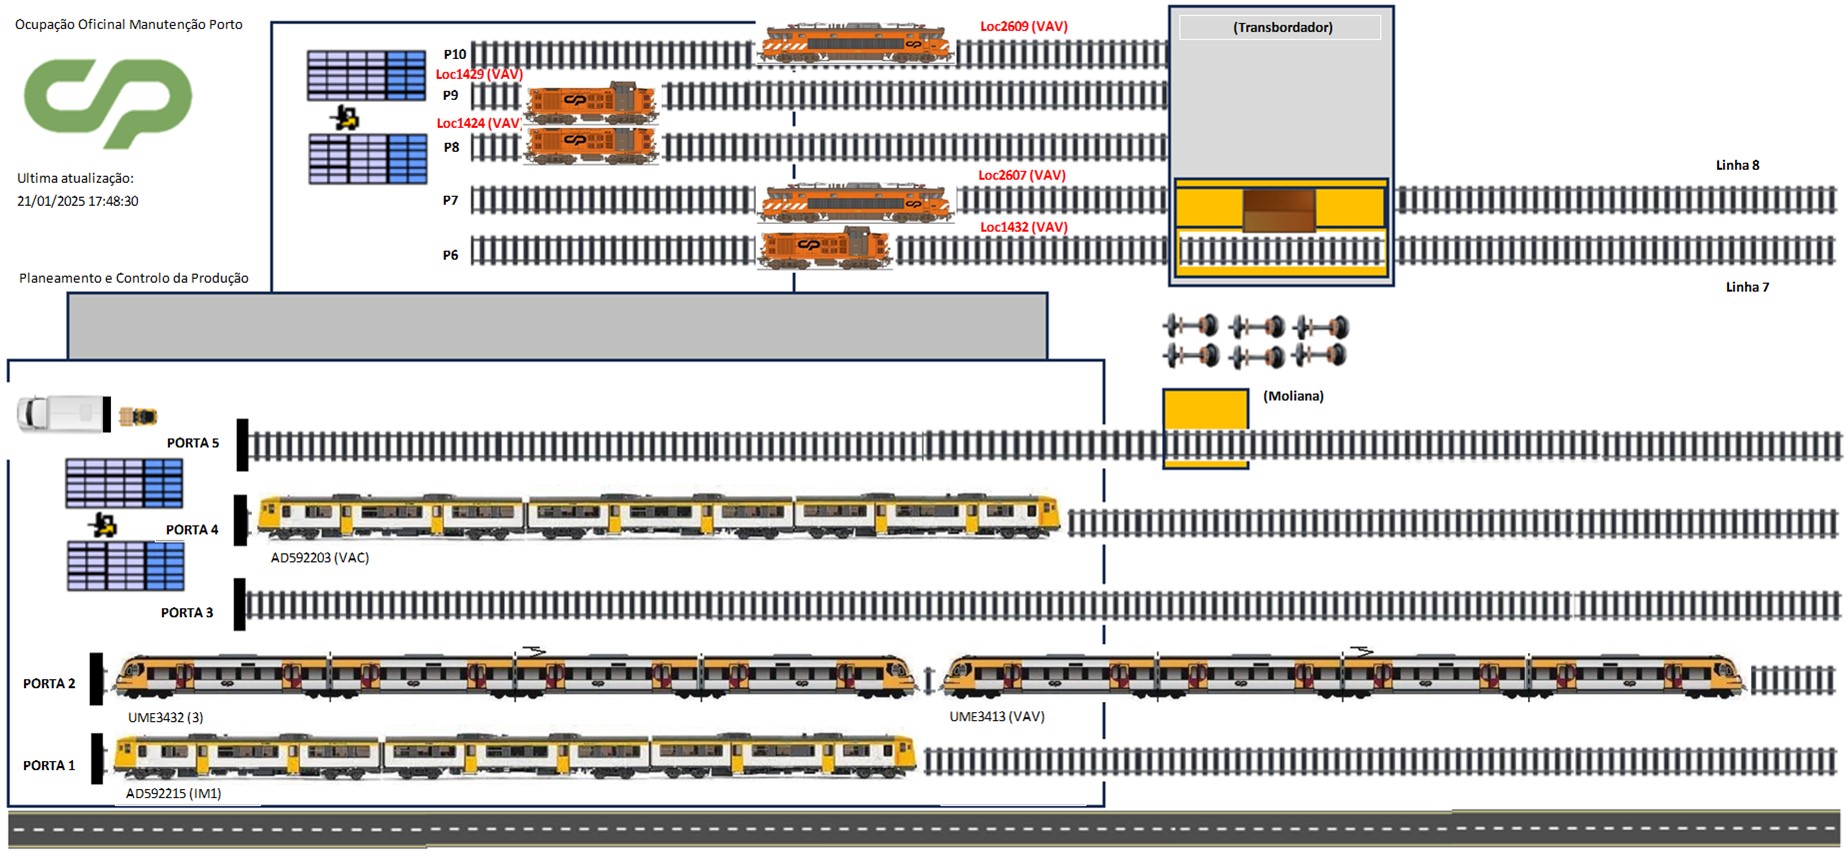 Ocupação Oficinal Manutenção Porto
Loc2609 (VAV)
(Transbordador)
P10
Loc1429 (VAV)
P9
Loc1424 (VAV)
P8
Ultima atualização:
21/01/2025 17:48:30
Loc2607 (VAV)
Linha 8
P7
Loc1432 (VAV)
P6
Planeamento e Controlo da Produção
Linha 7
(Moliana)
PORTA 5
PORTA 4
AD592203 (VAC)
PORTA 3
PORTA 2
UME3432 (3)
UME3413 (VAV)
PORTA 1
AD592215 (IM1)